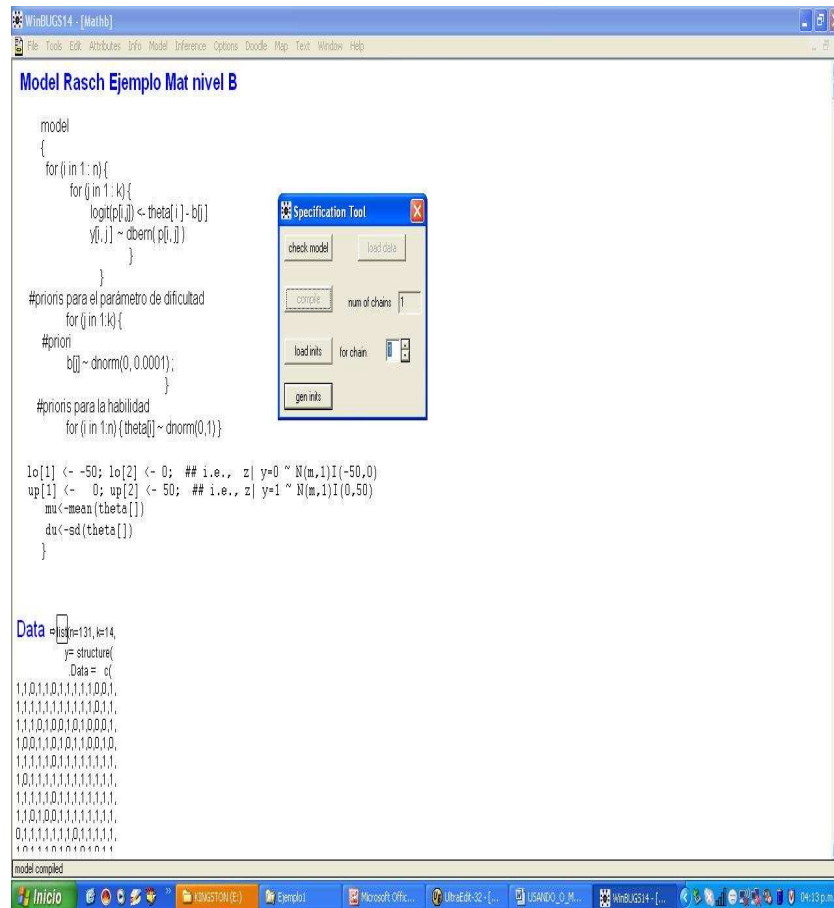 WinBUGS14 - [Mathb]
File Tools Edit Attributes Info Model Inference Options Doodle Map Text Window Help
Model Rasch Ejemplo Mat nivel B
model
{
for (i in 1 : n) {
for (j in 1 : k) {
logit(p[i,j]) <- theta[ i ] - b[j ]
y[i, j ] ~ dbern( p[i, j] )
}
}
#prioris para el parámetro de dificultad
for (j in 1:k) {
#priori
b[j] ~ dnorm(0, 0.0001) ;
}
#prioris para la habilidad
for (i in 1:n) { theta[i] ~ dnorm(0,1) }
lo[1] <- -50; lo[2] <- 0; ## i.e., z| y=0 ~ N(m,1)I(-50,0)
up[1] <- 0; up[2] <- 50; ## i.e., z| y=1 ~ N(m,1)I(0,50)
mu<-mean(theta[])
du<-sd(theta[])
}
Specification Tool
check model load data
compile num of chains 1
load inits for chain 1
gen inits
Data ⇨list(n=131, k=14,
y= structure(
.Data = c(
1,1,0,1,1,0,1,1,1,1,1,0,0,1,
1,1,1,1,1,1,1,1,1,1,1,0,1,1,
1,1,1,0,1,0,0,1,0,1,0,0,0,1,
1,0,0,1,1,0,1,0,1,1,0,0,1,0,
1,1,1,1,1,0,1,1,1,1,1,1,1,1,
1,0,1,1,1,1,1,1,1,1,1,1,1,1,
1,1,1,1,1,0,1,1,1,1,1,1,1,1,
1,1,0,1,0,0,1,1,1,1,1,1,1,1,
0,1,1,1,1,1,1,1,0,1,1,1,1,1,
model compiled
Inicio KINGSTON (E:) Ejemplo1 Microsoft Offic... UltraEdit-32 - [... USANDO_O_M... WinBUGS14 - [... 04:13 p.m.